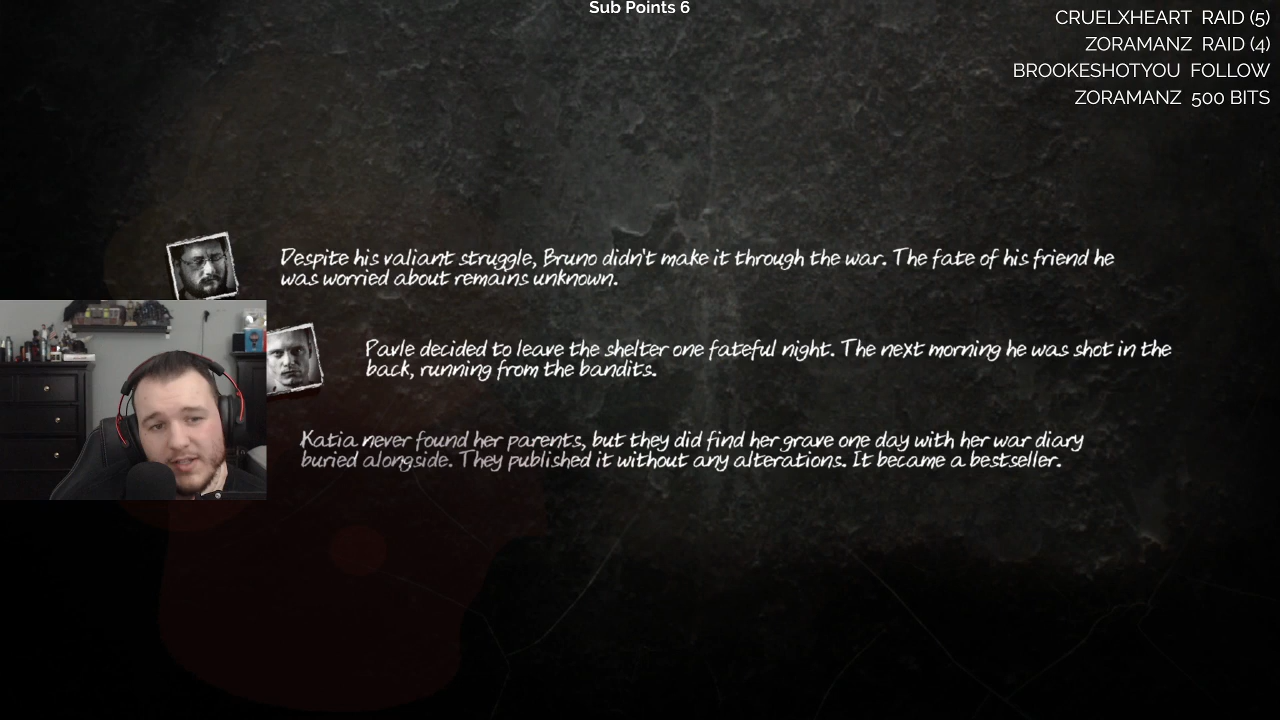 Sub Points 6
CRUELXHEART RAID (5)
ZORAMANZ RAID (4)
BROOKESHOTYOU FOLLOW
ZORAMANZ 500 BITS
Despite his valiant struggle, Bruno didn't make it through the war. The fate of his friend he
was worried about remains unknown.
Pavle decided to leave the shelter one fateful night. The next morning he was shot in the
back, running from the bandits.
Katia never found her parents, but they did find her grave one day with her war diary
buried alongside. They published it without any alterations. It became a bestseller.